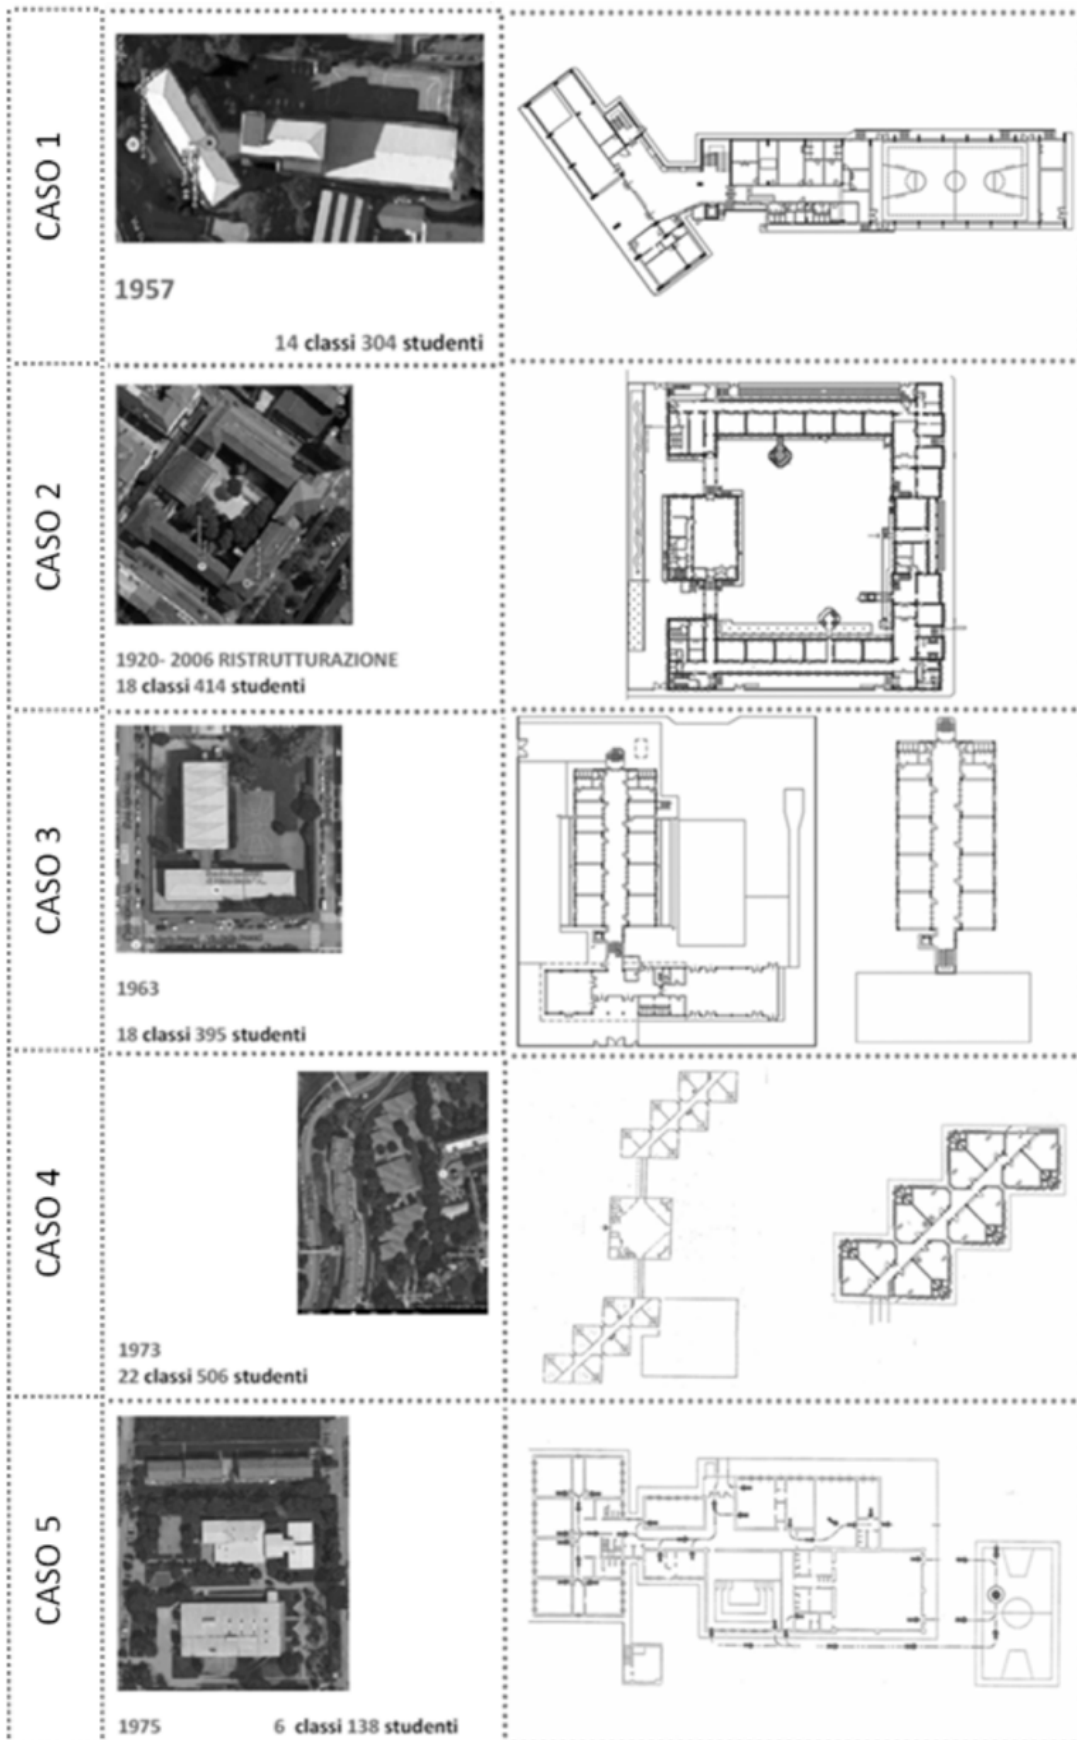 CASO 1
1957
14 classi 304 studenti
CASO 2
1920- 2006 RISTRUTTURAZIONE
18 classi 414 studenti
CASO 3
1963
18 classi 395 studenti
CASO 4
1973
22 classi 506 studenti
CASO 5
1975 6 classi 138 studenti